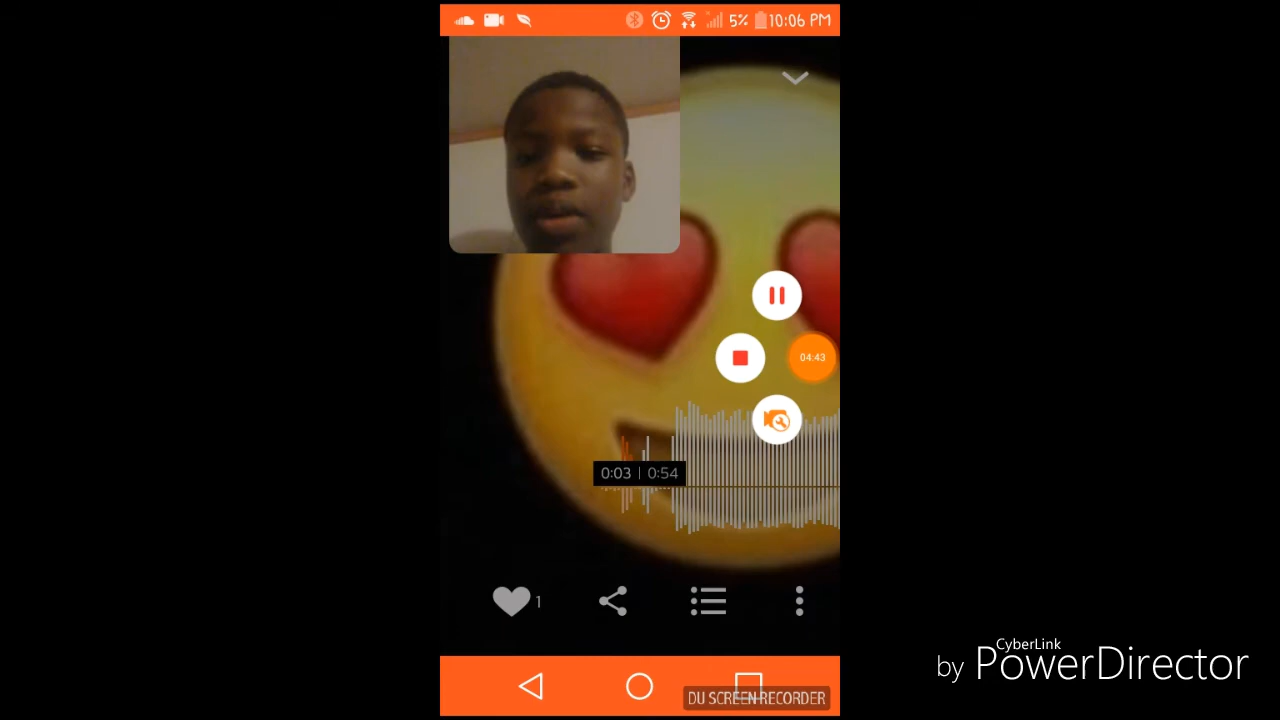 5% 10:06 PM
04:43
0:03 | 0:54
1
CyberLink
by PowerDirector
DU SCREEN RECORDER